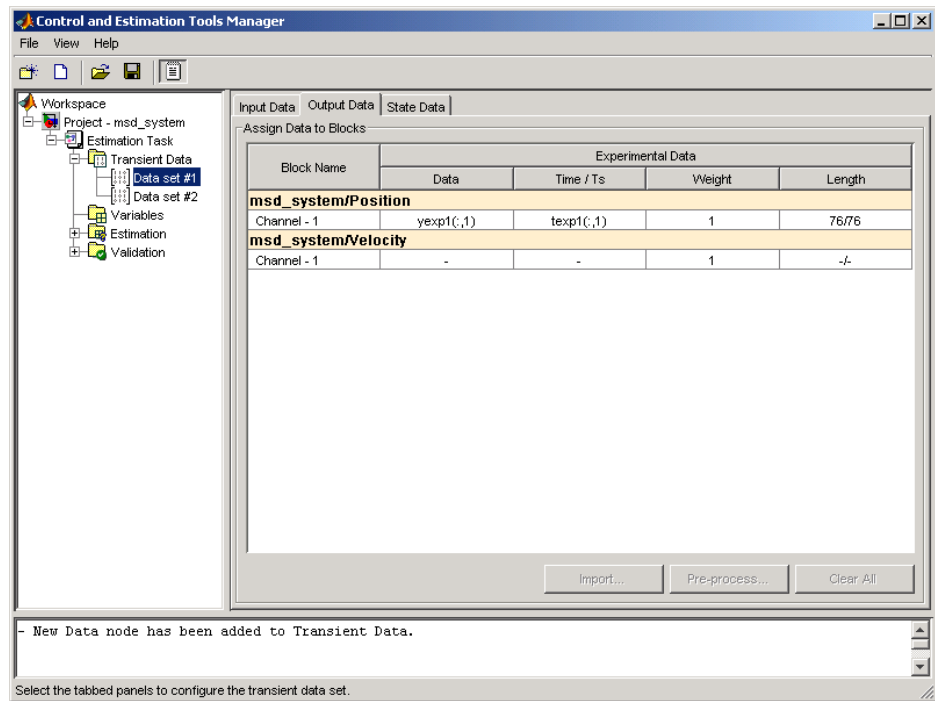 Control and Estimation Tools Manager
File View Help
Workspace
Project - msd_system
Estimation Task
Transient Data
Data set #1
Data set #2
Variables
Estimation
Validation
Input Data Output Data State Data
Assign Data to Blocks
Block Name Experimental Data
Data Time / Ts Weight Length
msd_system/Position
Channel - 1 yexp1(:,1) texp1(:,1) 1 76/76
msd_system/Velocity
Channel - 1 - - 1 -/-
Import... Pre-process... Clear All
- New Data node has been added to Transient Data.
Select the tabbed panels to configure the transient data set.